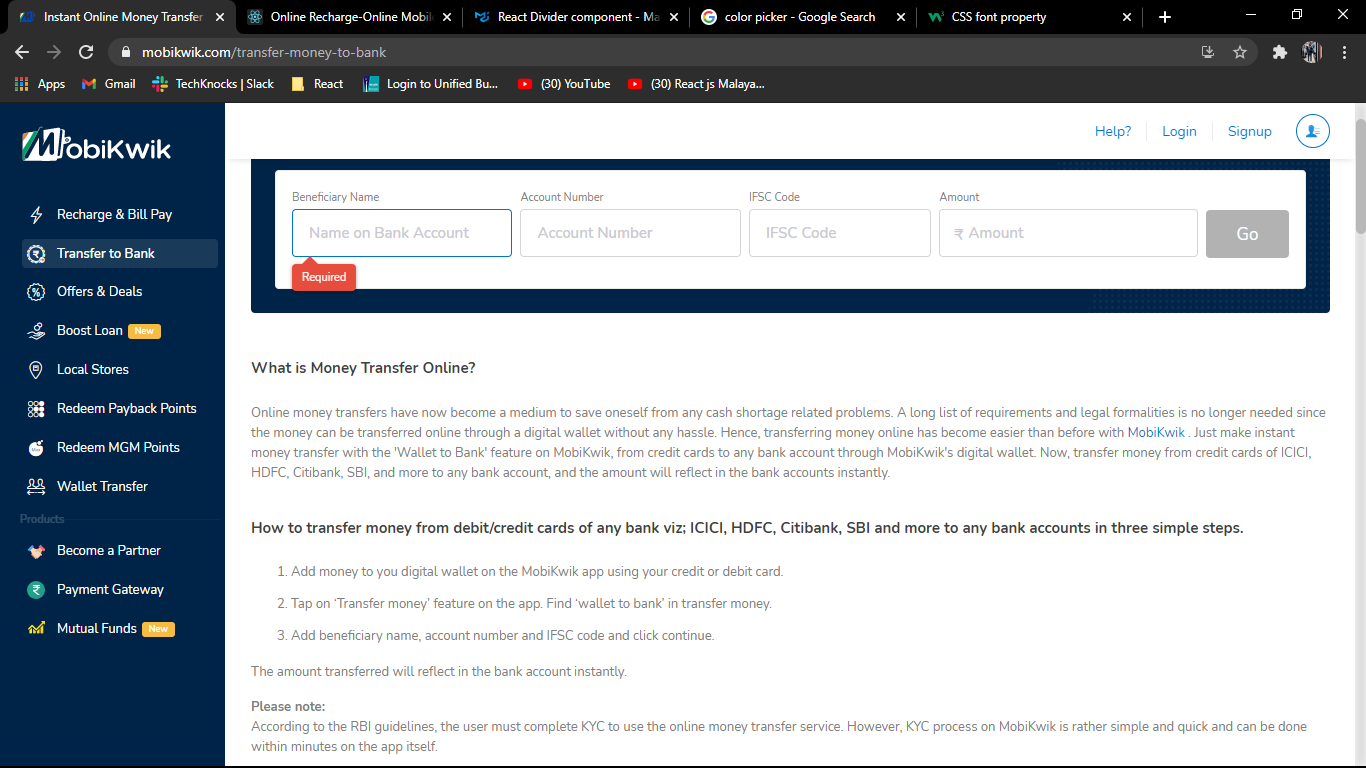 Instant Online Money Transfer
Online Recharge-Online Mobil
React Divider component - Ma
color picker - Google Search
CSS font property
mobikwik.com/transfer-money-to-bank
Apps
Gmail
TechKnocks | Slack
React
Login to Unified Bu...
(30) YouTube
(30) React js Malaya...
MobiKwik
Help?
Login
Signup
Recharge & Bill Pay
Transfer to Bank
Offers & Deals
Boost Loan New
Local Stores
Redeem Payback Points
Redeem MGM Points
Wallet Transfer
Products
Become a Partner
Payment Gateway
Mutual Funds New
Beneficiary Name
Account Number
IFSC Code
Amount
Name on Bank Account
Account Number
IFSC Code
₹ Amount
Go
Required
What is Money Transfer Online?
Online money transfers have now become a medium to save oneself from any cash shortage related problems. A long list of requirements and legal formalities is no longer needed since
the money can be transferred online through a digital wallet without any hassle. Hence, transferring money online has become easier than before with MobiKwik . Just make instant
money transfer with the 'Wallet to Bank' feature on MobiKwik, from credit cards to any bank account through MobiKwik's digital wallet. Now, transfer money from credit cards of ICICI,
HDFC, Citibank, SBI, and more to any bank account, and the amount will reflect in the bank accounts instantly.
How to transfer money from debit/credit cards of any bank viz; ICICI, HDFC, Citibank, SBI and more to any bank accounts in three simple steps.
1. Add money to you digital wallet on the MobiKwik app using your credit or debit card.
2. Tap on ‘Transfer money’ feature on the app. Find ‘wallet to bank’ in transfer money.
3. Add beneficiary name, account number and IFSC code and click continue.
The amount transferred will reflect in the bank account instantly.
Please note:
According to the RBI guidelines, the user must complete KYC to use the online money transfer service. However, KYC process on MobiKwik is rather simple and quick and can be done
within minutes on the app itself.